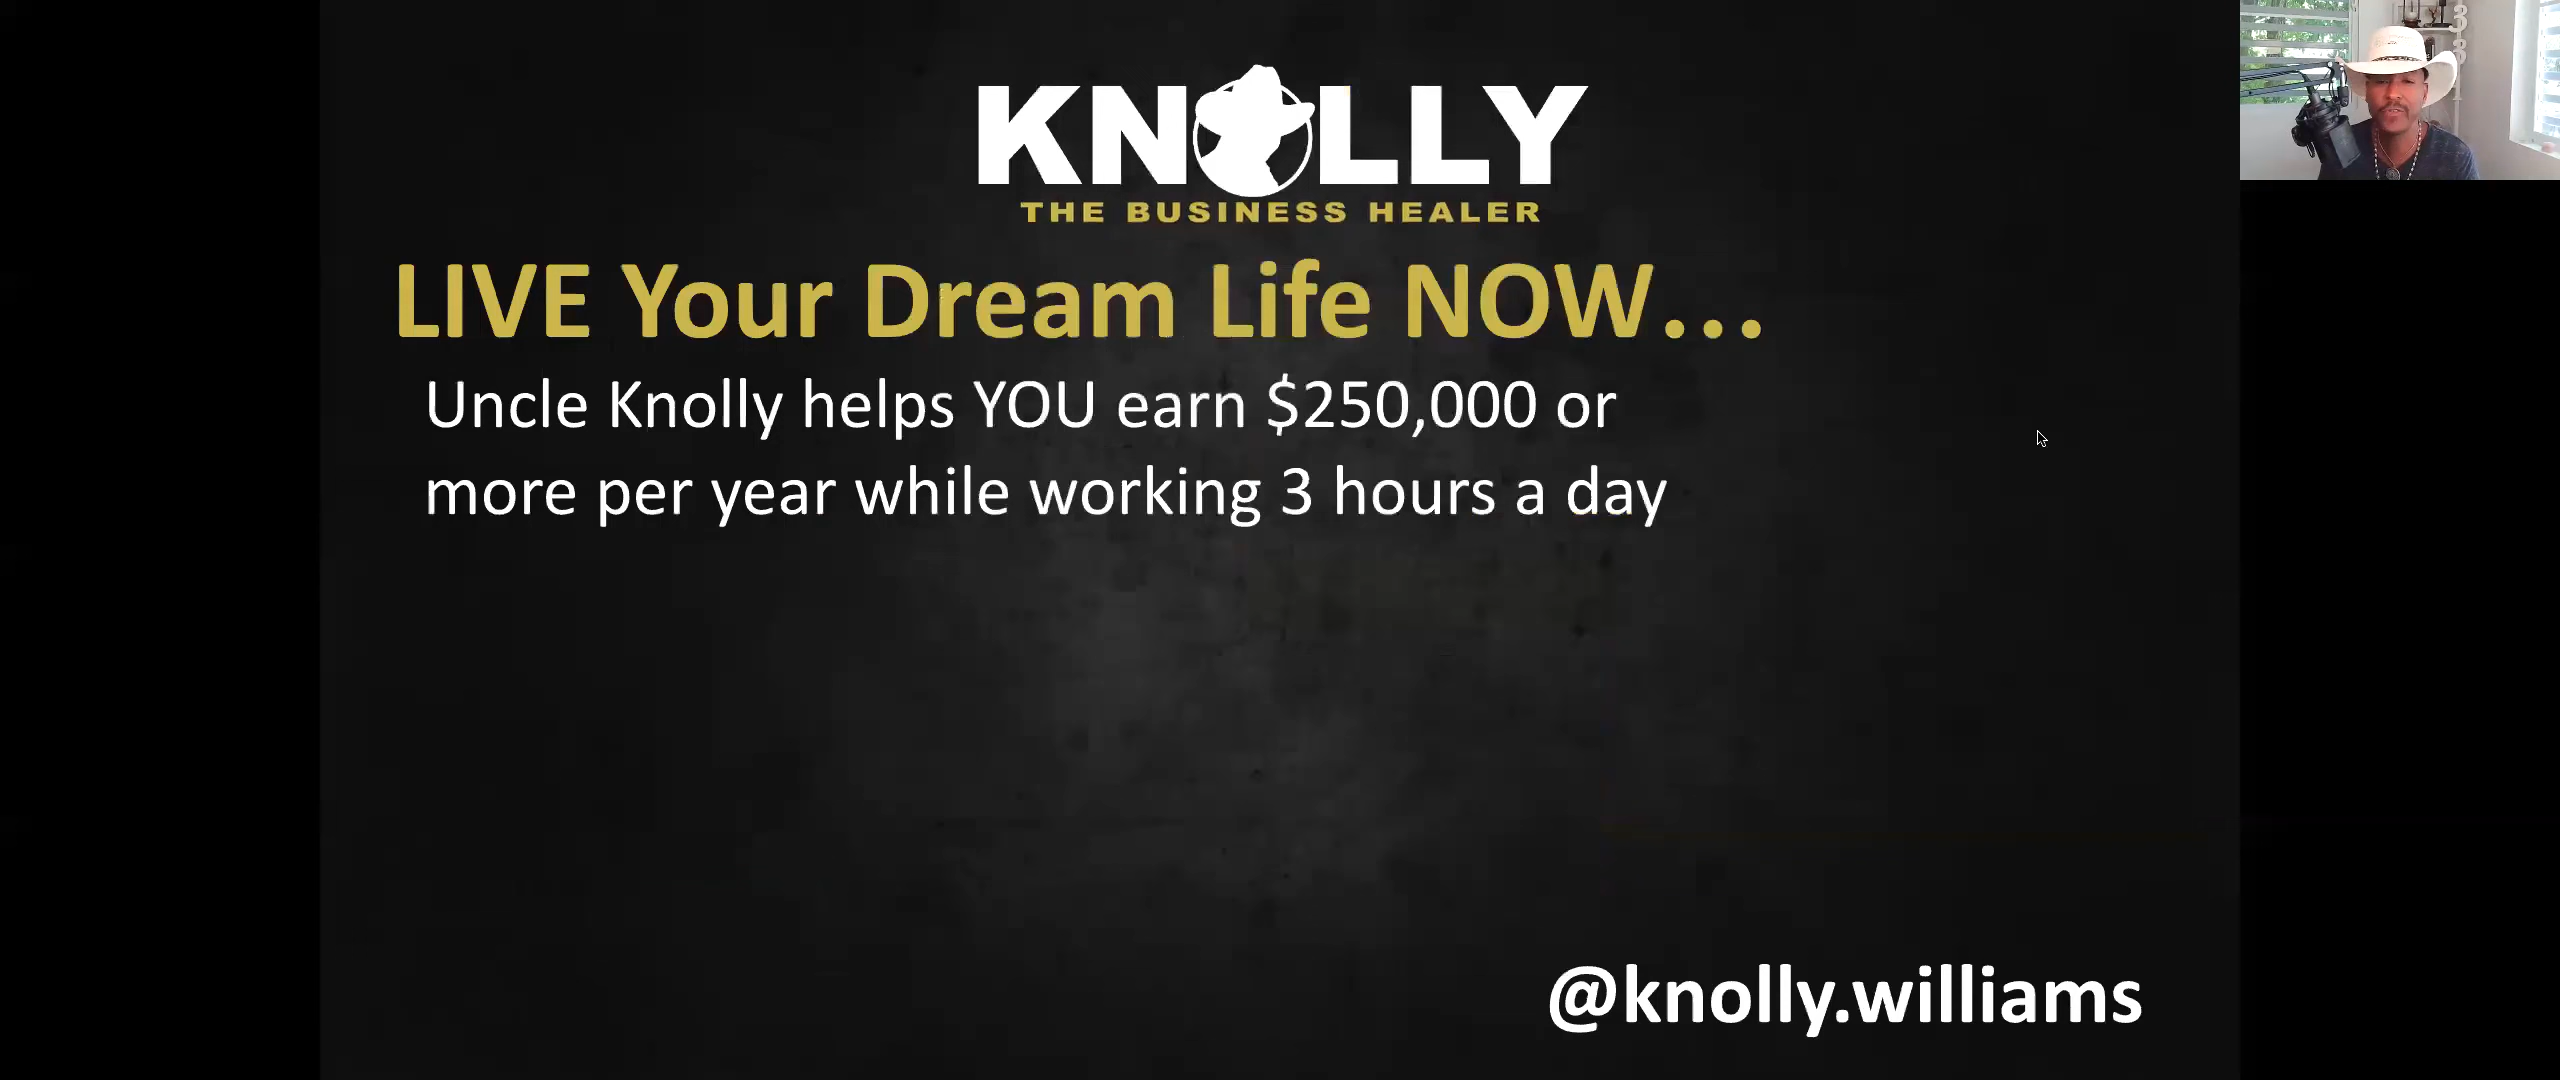 KNOLLY
THE BUSINESS HEALER
LIVE Your Dream Life NOW...
Uncle Knolly helps YOU earn $250,000 or
more per year while working 3 hours a day
@knolly.williams